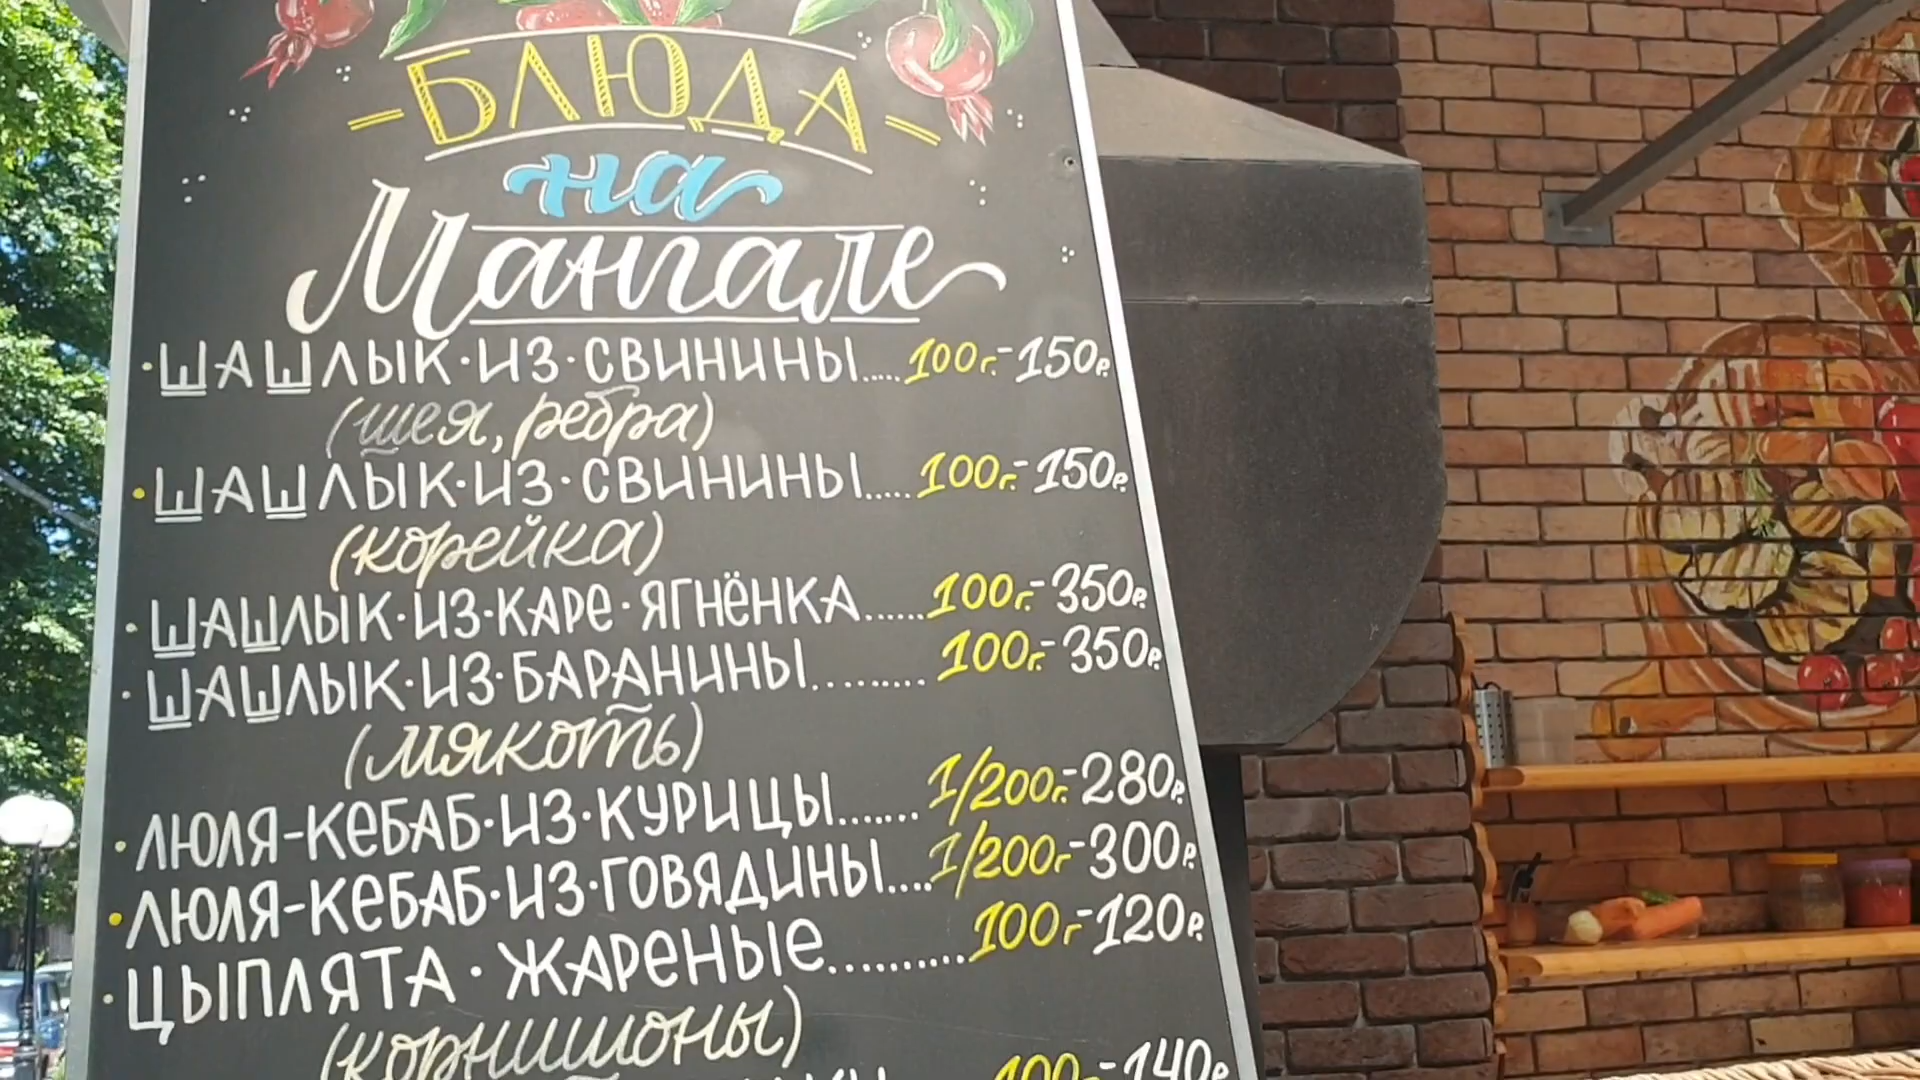 -БЛЮДА-
на
Мангале
·ШАШЛЫК·ИЗ·СВИНИНЫ.....100г.-150р.
(шея, ребра)
·ШАШЛЫК·ИЗ·СВИНИНЫ.....100г.-150р.
(корейка)
·ШАШЛЫК·ИЗ·КАРЕ·ЯГНЁНКА......100г.-350р.
·ШАШЛЫК·ИЗ·БАРАНИНЫ.........100г.-350р.
(мякоть)
·ЛЮЛЯ-КЕБАБ·ИЗ·КУРИЦЫ.......1/200г.-280р.
·ЛЮЛЯ-КЕБАБ·ИЗ·ГОВЯДИНЫ....1/200г-300р.
·ЦЫПЛЯТА·ЖАРЕНЫЕ..........100г-120р.
(корнишоны)
100г-140р